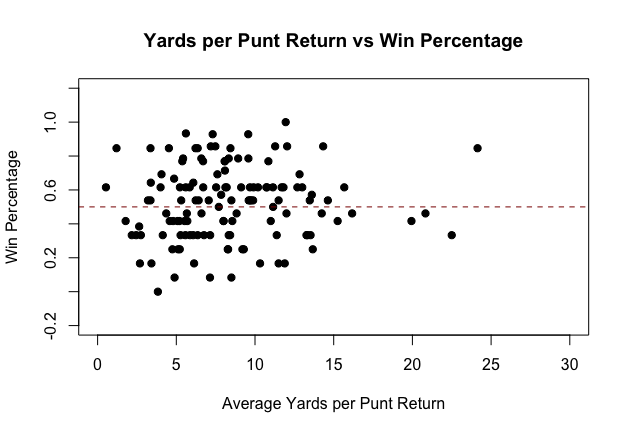 Yards per Punt Return vs Win Percentage
Win Percentage
1.0
0.6
0.2
-0.2
0 5 10 15 20 25 30
Average Yards per Punt Return